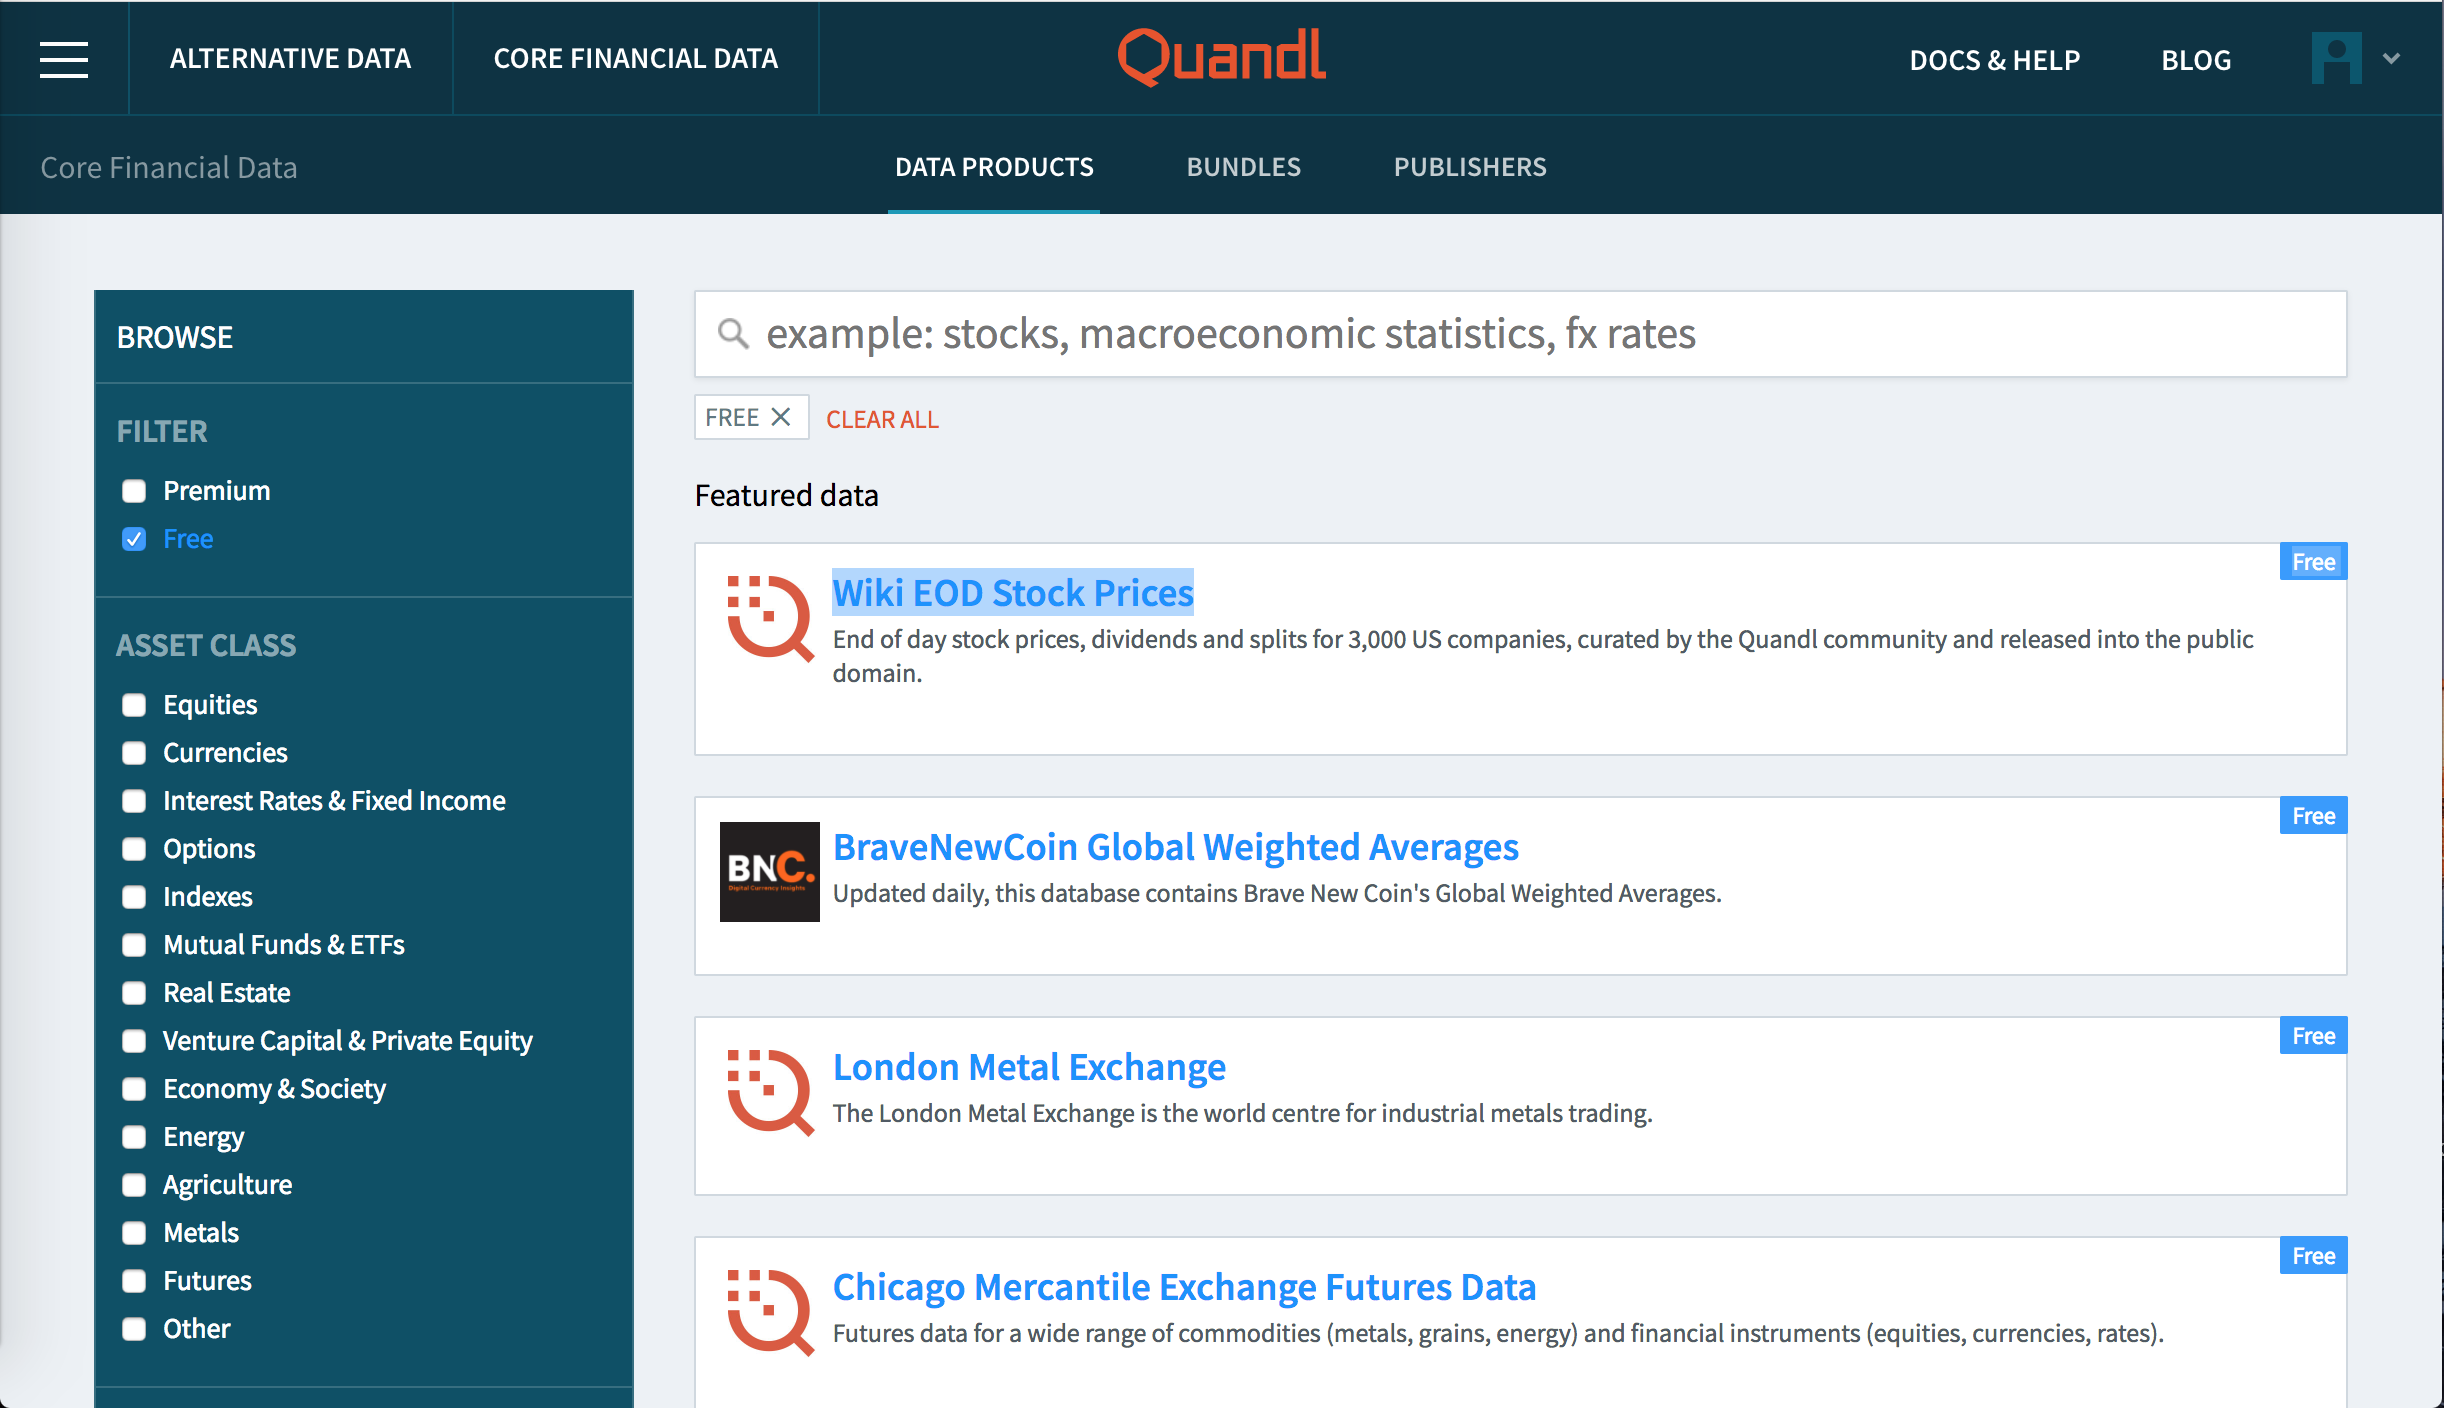 ALTERNATIVE DATA
CORE FINANCIAL DATA
Quandl
DOCS & HELP
BLOG
Core Financial Data
DATA PRODUCTS
BUNDLES
PUBLISHERS
BROWSE
FILTER
Premium
Free
ASSET CLASS
Equities
Currencies
Interest Rates & Fixed Income
Options
Indexes
Mutual Funds & ETFs
Real Estate
Venture Capital & Private Equity
Economy & Society
Energy
Agriculture
Metals
Futures
Other
example: stocks, macroeconomic statistics, fx rates
FREE
CLEAR ALL
Featured data
Free
Wiki EOD Stock Prices
End of day stock prices, dividends and splits for 3,000 US companies, curated by the Quandl community and released into the public
domain.
Free
BNC.
Digital Currency Insights
BraveNewCoin Global Weighted Averages
Updated daily, this database contains Brave New Coin's Global Weighted Averages.
Free
London Metal Exchange
The London Metal Exchange is the world centre for industrial metals trading.
Free
Chicago Mercantile Exchange Futures Data
Futures data for a wide range of commodities (metals, grains, energy) and financial instruments (equities, currencies, rates).